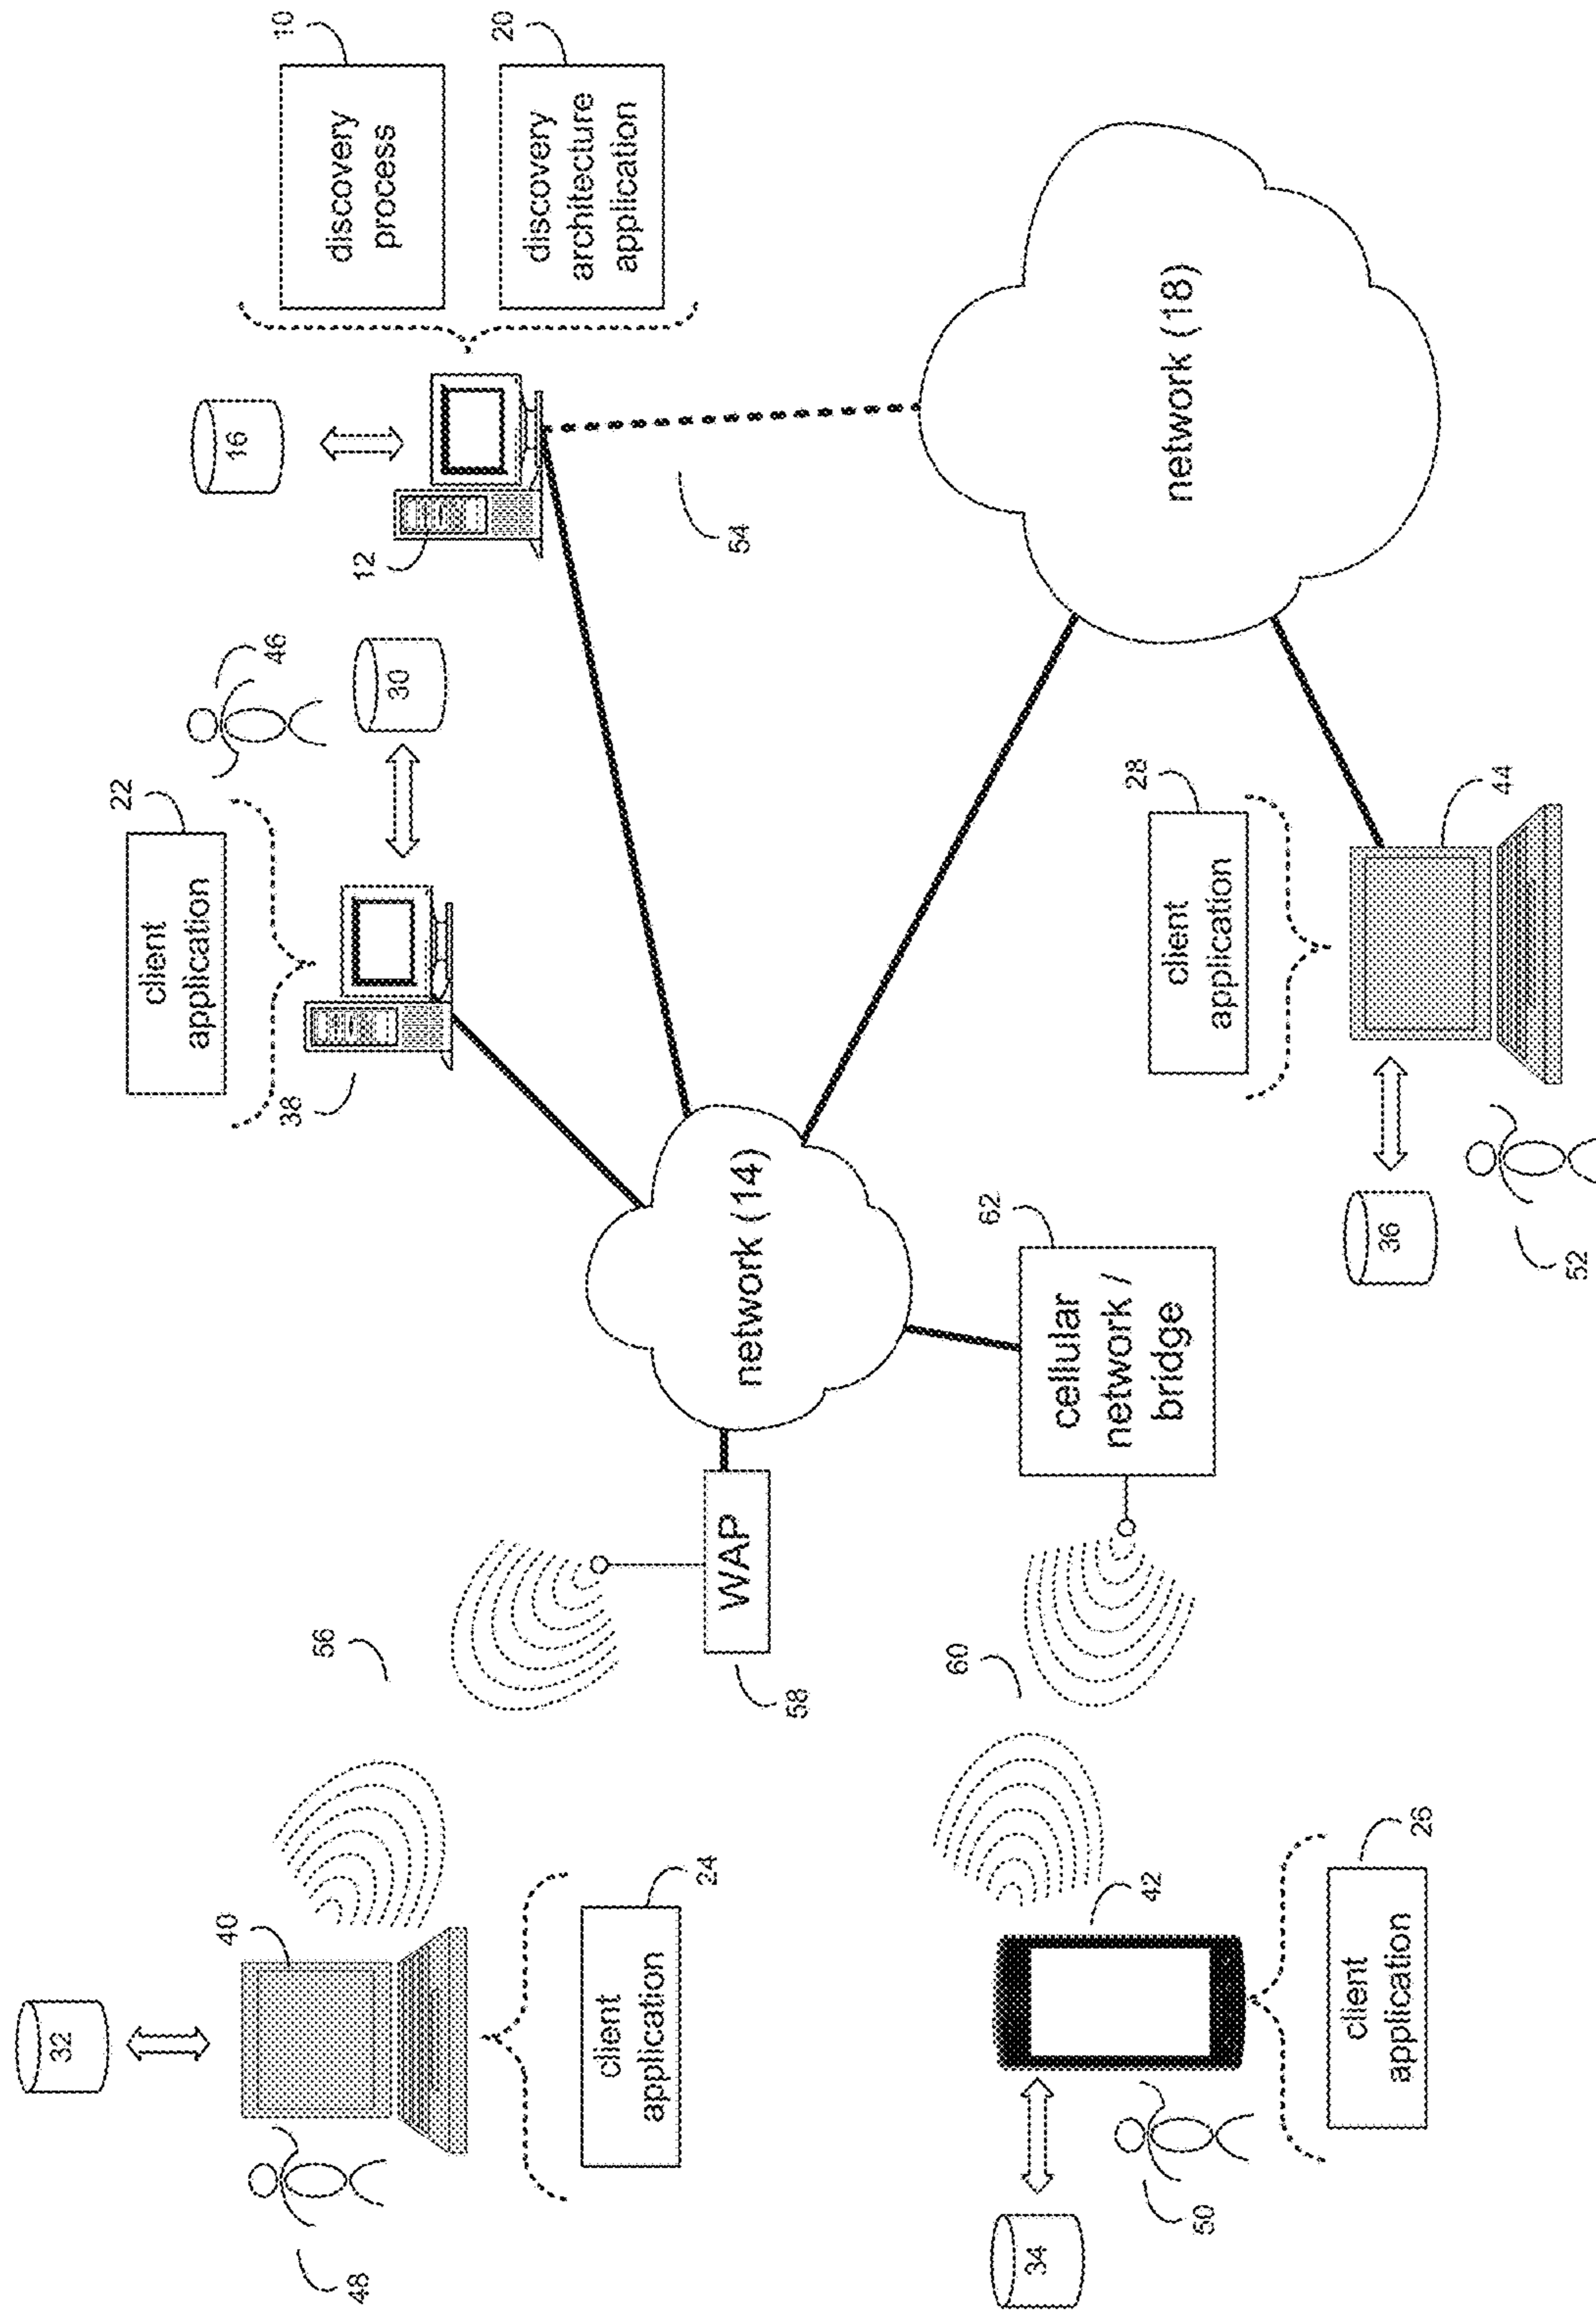 32
22
client
application
40
16
46
10
38
56
discovery
process
48
12
30
20
discovery
architecture
application
client
application
24
WAP
54
network (14)
58
60
62
34
cellular
network /
bridge
28
42
client
application
network (18)
50
client
application
36
26
44
52